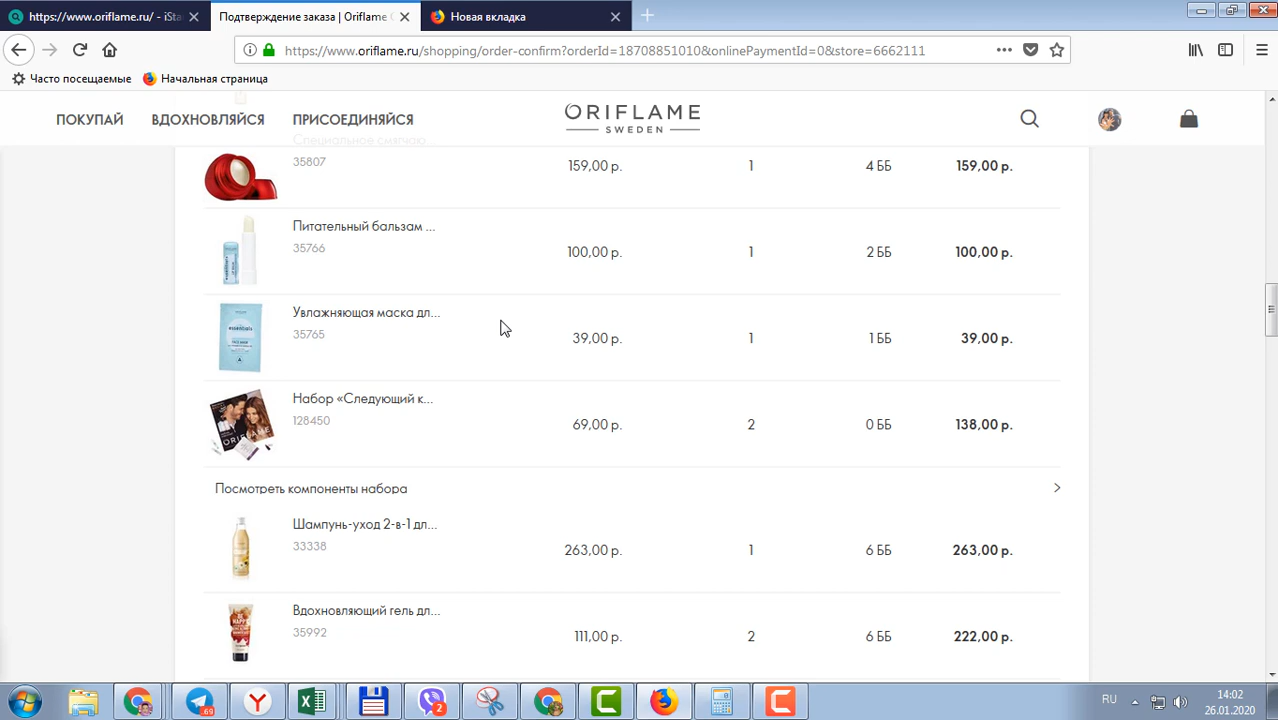 https://www.oriflame.ru/ - iSta
Подтверждение заказа | Oriflame
Новая вкладка
https://www.oriflame.ru/shopping/order-confirm?orderId=18708851010&onlinePaymentId=0&store=6662111
Часто посещаемые
Начальная страница
ПОКУПАЙ
ВДОХНОВЛЯЙСЯ
ПРИСОЕДИНЯЙСЯ
ORIFLAME
SWEDEN
Специальное смягчаю...
35807
159,00 р.
1
4 ББ
159,00 р.
Питательный бальзам ...
35766
100,00 р.
1
2 ББ
100,00 р.
Увлажняющая маска дл...
35765
39,00 р.
1
1 ББ
39,00 р.
Набор «Следующий к...
128450
69,00 р.
2
0 ББ
138,00 р.
Посмотреть компоненты набора
Шампунь-уход 2-в-1 дл...
33338
263,00 р.
1
6 ББ
263,00 р.
Вдохновляющий гель дл...
35992
111,00 р.
2
6 ББ
222,00 р.
69
2
RU
14:02
26.01.2020